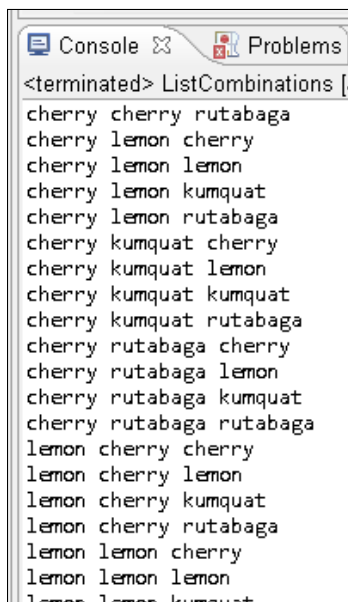 Console Problems
<terminated> ListCombinations [
cherry cherry rutabaga
cherry lemon cherry
cherry lemon lemon
cherry lemon kumquat
cherry lemon rutabaga
cherry kumquat cherry
cherry kumquat lemon
cherry kumquat kumquat
cherry kumquat rutabaga
cherry rutabaga cherry
cherry rutabaga lemon
cherry rutabaga kumquat
cherry rutabaga rutabaga
lemon cherry cherry
lemon cherry lemon
lemon cherry kumquat
lemon cherry rutabaga
lemon lemon cherry
lemon lemon lemon
lemon lemon kumquat